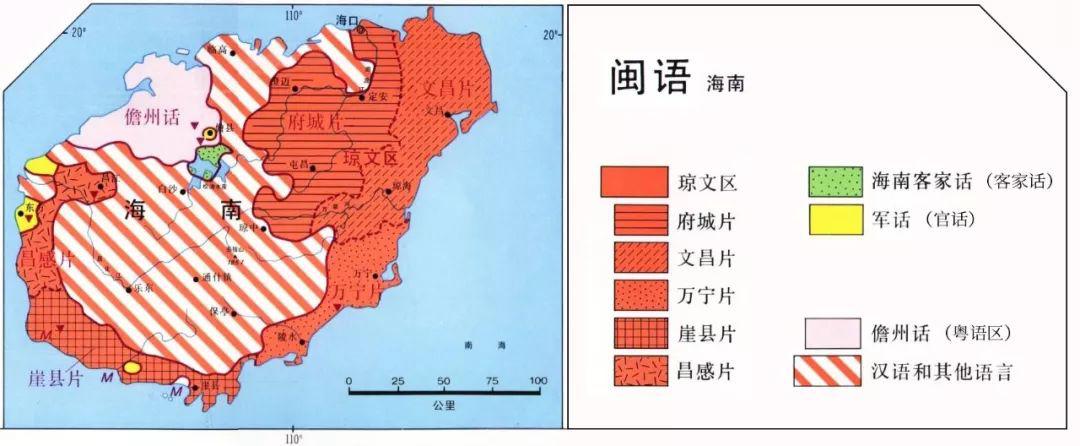 110°
20°
20°
海口
临高
澄迈
定安
文昌片
文昌
儋州话
儋县
府城片
琼文区
屯昌
昌江
白沙
松涛水库
琼海
东
海南
琼中
昌感片
万宁
乐东
通什镇
万宁片
保亭
陵水
M
崖县片
M
M
崖县
南海
0 25 50 75 100
公里
110°
闽语 海南
琼文区
府城片
文昌片
万宁片
崖县片
昌感片
海南客家话（客家话）
军话（官话）
儋州话（粤语区）
汉语和其他语言